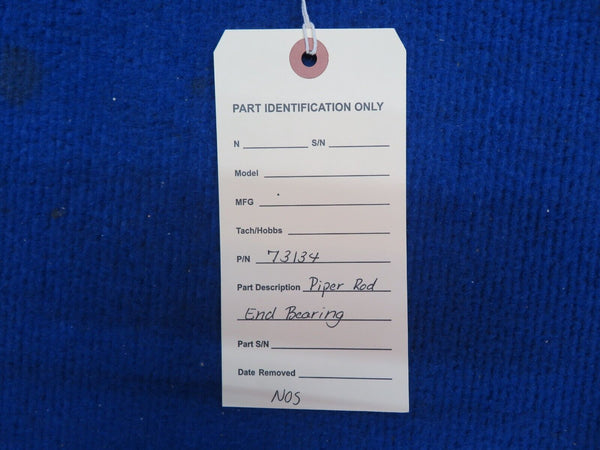 PART IDENTIFICATION ONLY
N S/N
Model
MFG
Tach/Hobbs
P/N 73134
Part Description Piper Rod
End Bearing
Part S/N
Date Removed
NOS